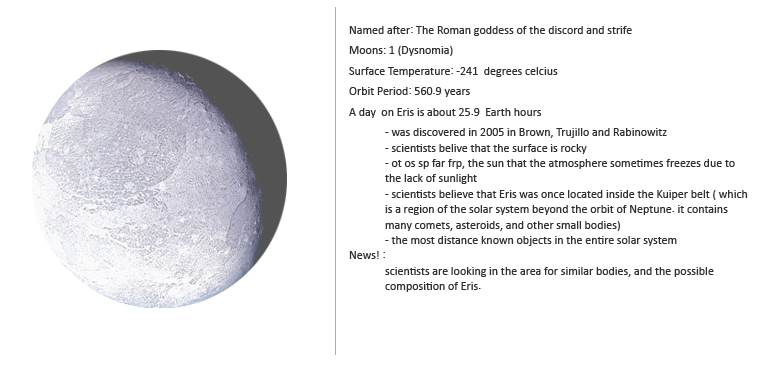 Named after: The Roman goddess of the discord and strife
Moons: 1 (Dysnomia)
Surface Temperature: -241  degrees celcius
Orbit Period: 560.9 years
A day  on Eris is about 25.9  Earth hours
- was discovered in 2005 in Brown, Trujillo and Rabinowitz
- scientists belive that the surface is rocky
- ot os sp far frp, the sun that the atmosphere sometimes freezes due to
the lack of sunlight
- scientists believe that Eris was once located inside the Kuiper belt ( which
is a region of the solar system beyond the orbit of Neptune. it contains
many comets, asteroids, and other small bodies)
- the most distance known objects in the entire solar system
News! :
scientists are looking in the area for similar bodies, and the possible
composition of Eris.